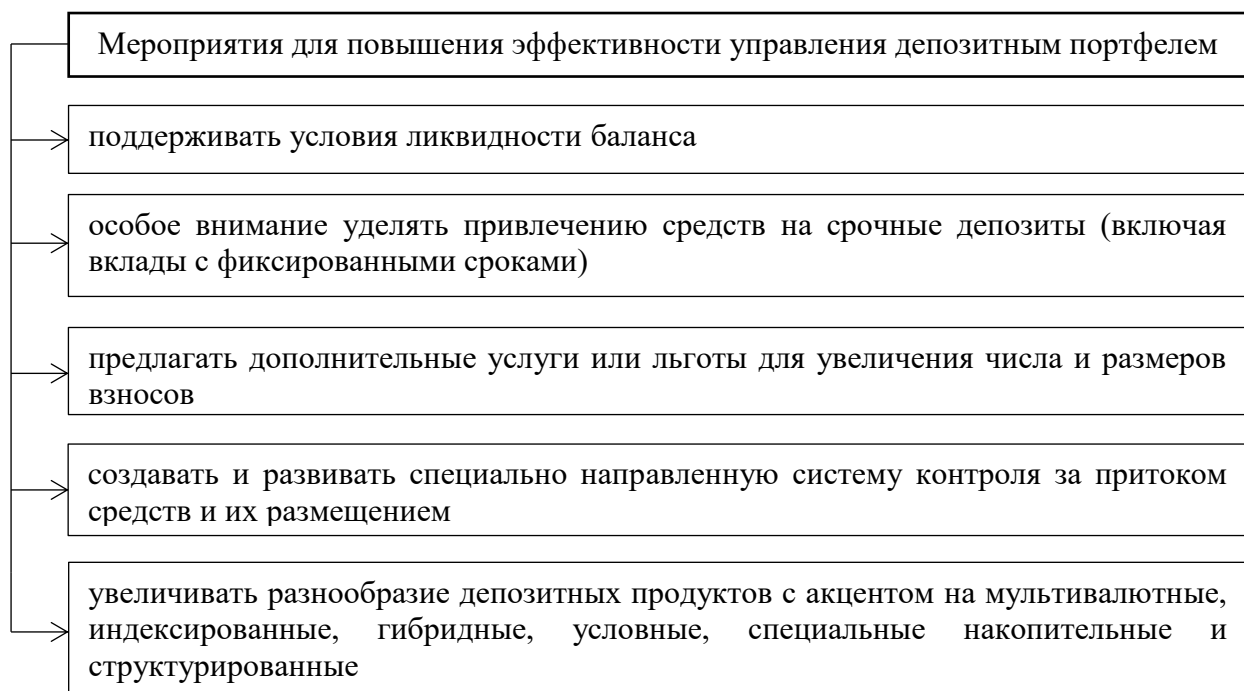 Мероприятия для повышения эффективности управления депозитным портфелем
поддерживать условия ликвидности баланса
особое внимание уделять привлечению средств на срочные депозиты (включая
вклады с фиксированными сроками)
предлагать дополнительные услуги или льготы для увеличения числа и размеров
взносов
создавать и развивать специально направленную систему контроля за притоком
средств и их размещением
увеличивать разнообразие депозитных продуктов с акцентом на мультивалютные,
индексированные, гибридные, условные, специальные накопительные и
структурированные